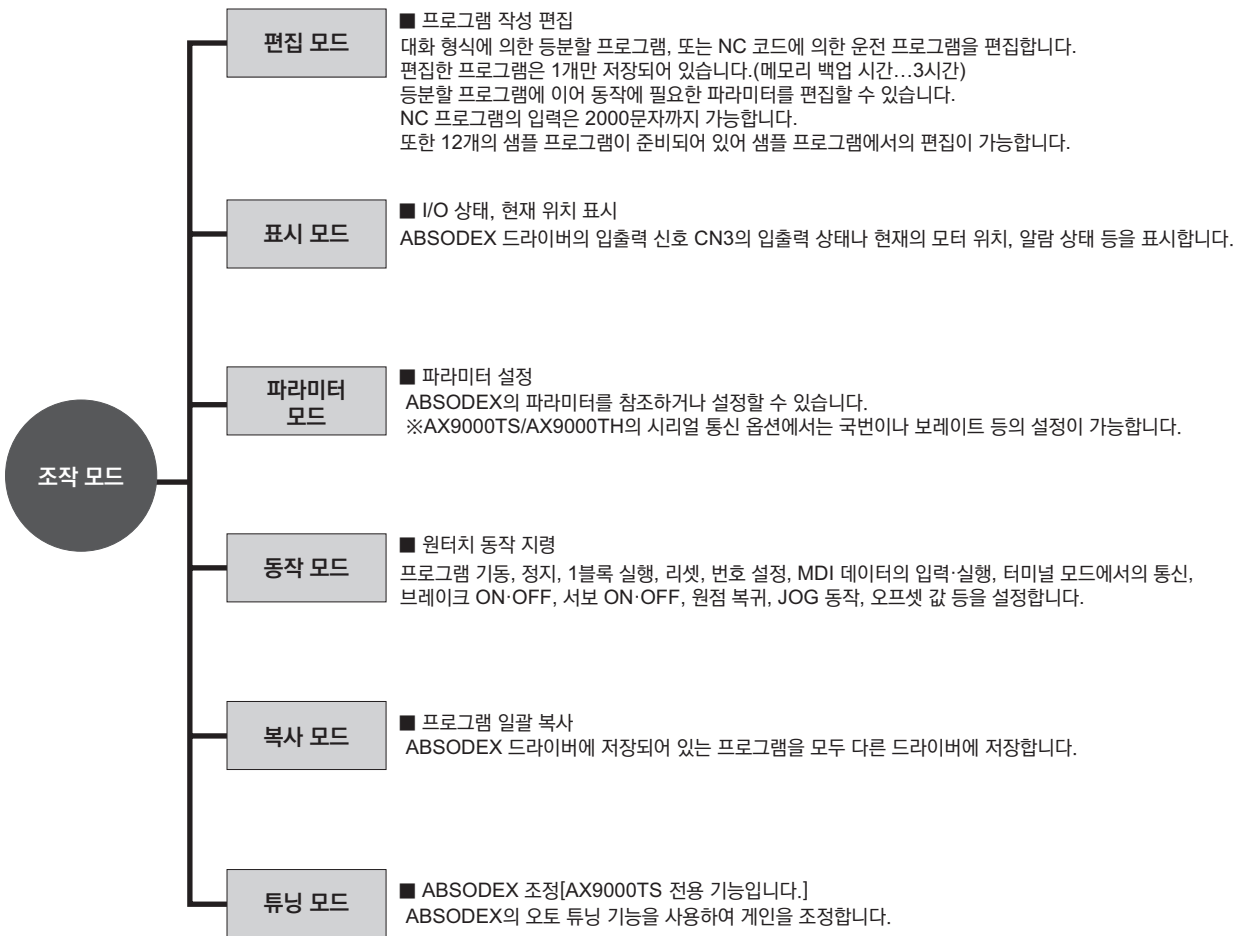 조작 모드
편집 모드
■ 프로그램 작성 편집
대화 형식에 의한 등분할 프로그램, 또는 NC 코드에 의한 운전 프로그램을 편집합니다.
편집한 프로그램은 1개만 저장되어 있습니다.(메모리 백업 시간…3시간)
등분할 프로그램에 이어 동작에 필요한 파라미터를 편집할 수 있습니다.
NC 프로그램의 입력은 2000문자까지 가능합니다.
또한 12개의 샘플 프로그램이 준비되어 있어 샘플 프로그램에서의 편집이 가능합니다.
표시 모드
■ I/O 상태, 현재 위치 표시
ABSODEX 드라이버의 입출력 신호 CN3의 입출력 상태나 현재의 모터 위치, 알람 상태 등을 표시합니다.
파라미터
모드
■ 파라미터 설정
ABSODEX의 파라미터를 참조하거나 설정할 수 있습니다.
※AX9000TS/AX9000TH의 시리얼 통신 옵션에서는 국번이나 보레이트 등의 설정이 가능합니다.
동작 모드
■ 원터치 동작 지령
프로그램 기동, 정지, 1블록 실행, 리셋, 번호 설정, MDI 데이터의 입력·실행, 터미널 모드에서의 통신,
브레이크 ON·OFF, 서보 ON·OFF, 원점 복귀, JOG 동작, 오프셋 값 등을 설정합니다.
복사 모드
■ 프로그램 일괄 복사
ABSODEX 드라이버에 저장되어 있는 프로그램을 모두 다른 드라이버에 저장합니다.
튜닝 모드
■ ABSODEX 조정[AX9000TS 전용 기능입니다.]
ABSODEX의 오토 튜닝 기능을 사용하여 게인을 조정합니다.